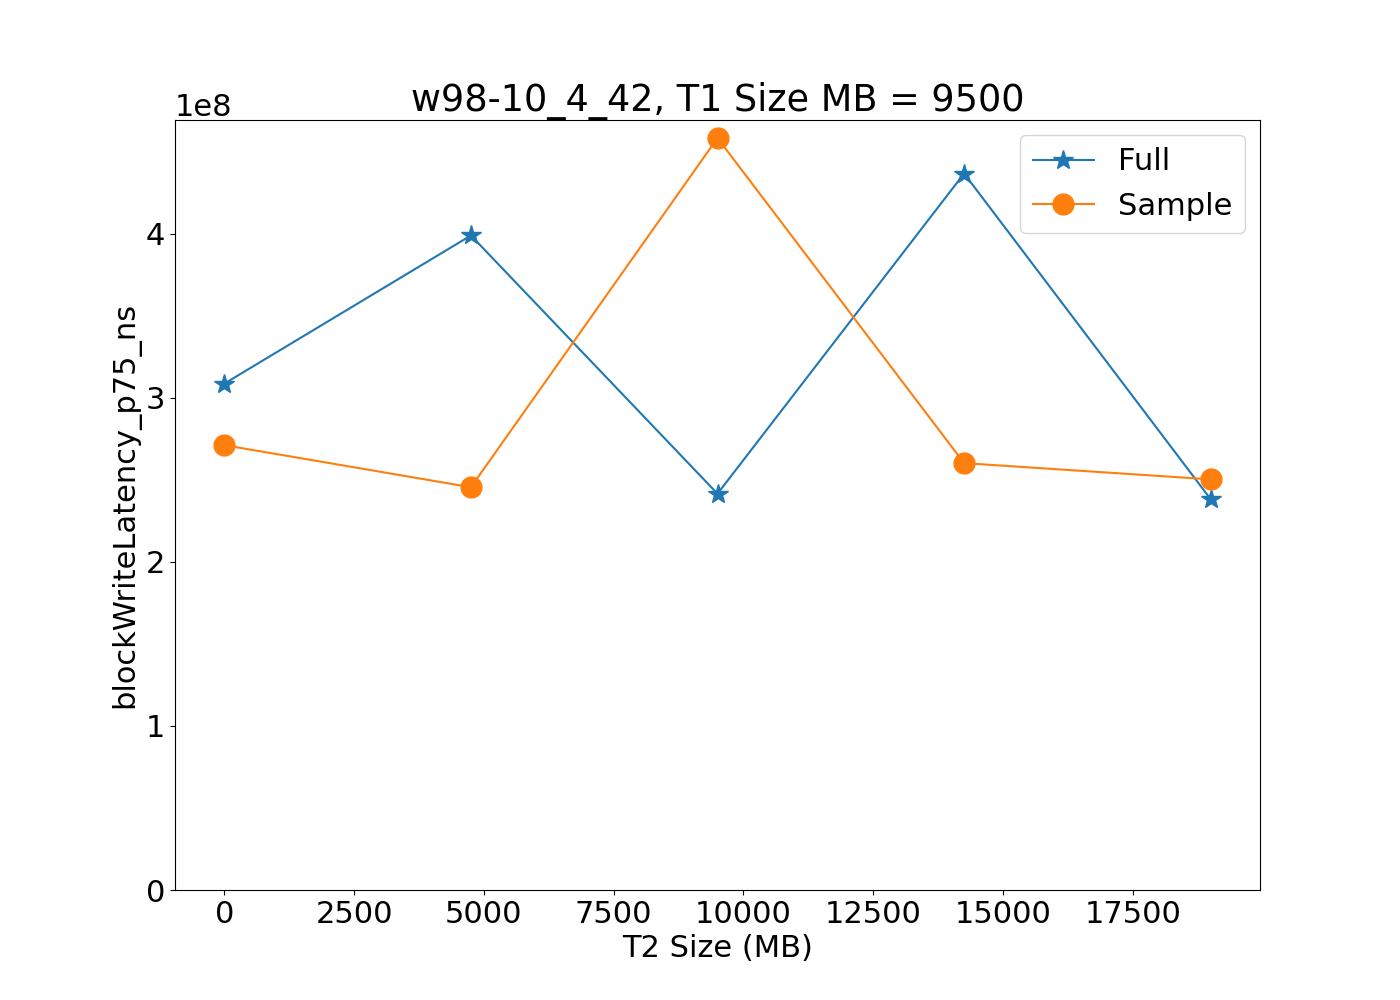 w98-10_4_42, T1 Size MB = 9500
1e8
Full
Sample
4
3
2
1
0
blockWriteLatency_p75_ns
0 2500 5000 7500 10000 12500 15000 17500
T2 Size (MB)